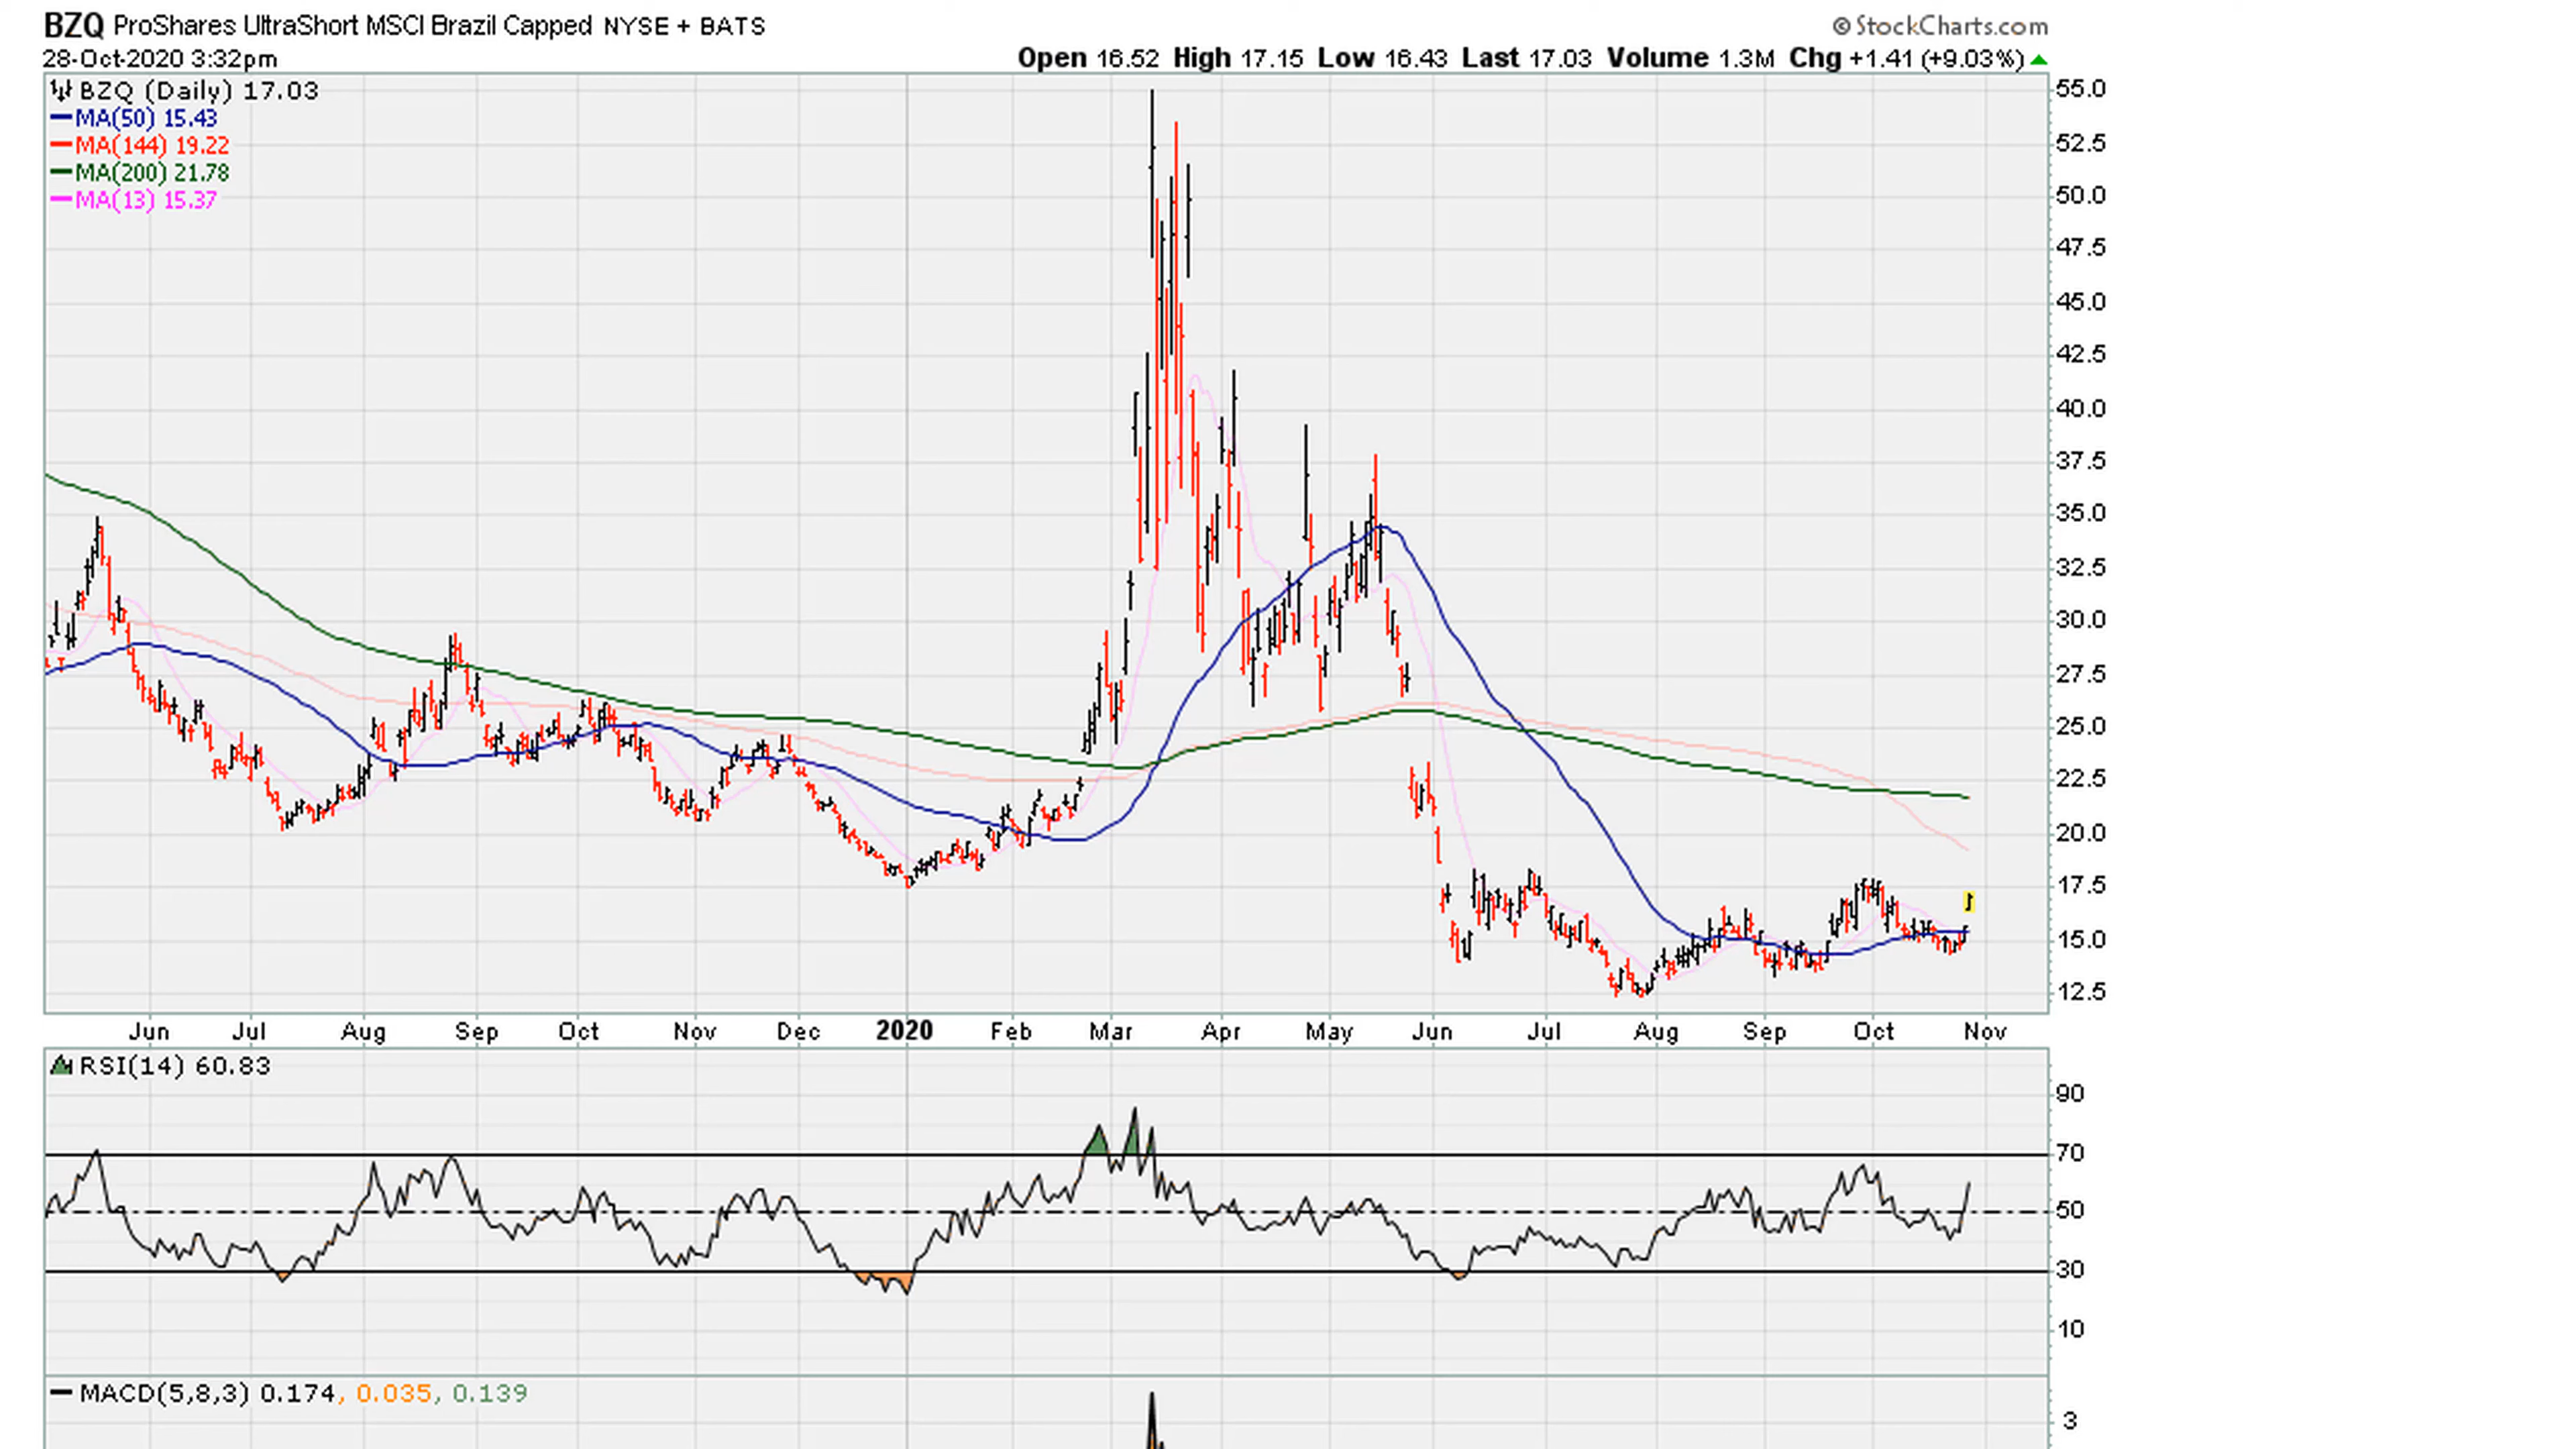 BZQ ProShares UltraShort MSCI Brazil Capped NYSE + BATS
© StockCharts.com
28-Oct-2020 3:32pm
Open 16.52 High 17.15 Low 16.43 Last 17.03 Volume 1.3M Chg +1.41 (+9.03%)
BZQ (Daily) 17.03
MA(50) 15.43
MA(144) 19.22
MA(200) 21.78
MA(13) 15.37
55.0
52.5
50.0
47.5
45.0
42.5
40.0
37.5
35.0
32.5
30.0
27.5
25.0
22.5
20.0
17.5
15.0
12.5
Jun Jul Aug Sep Oct Nov Dec 2020 Feb Mar Apr May Jun Jul Aug Sep Oct Nov
RSI(14) 60.83
90
70
50
30
10
MACD(5,8,3) 0.174, 0.035, 0.139
3